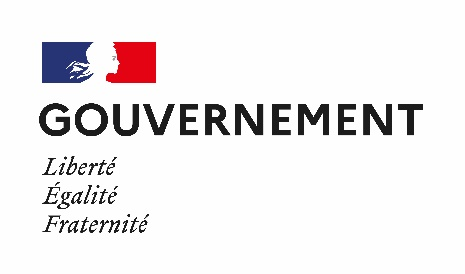 GOUVERNEMENT
Liberté
Égalité
Fraternité